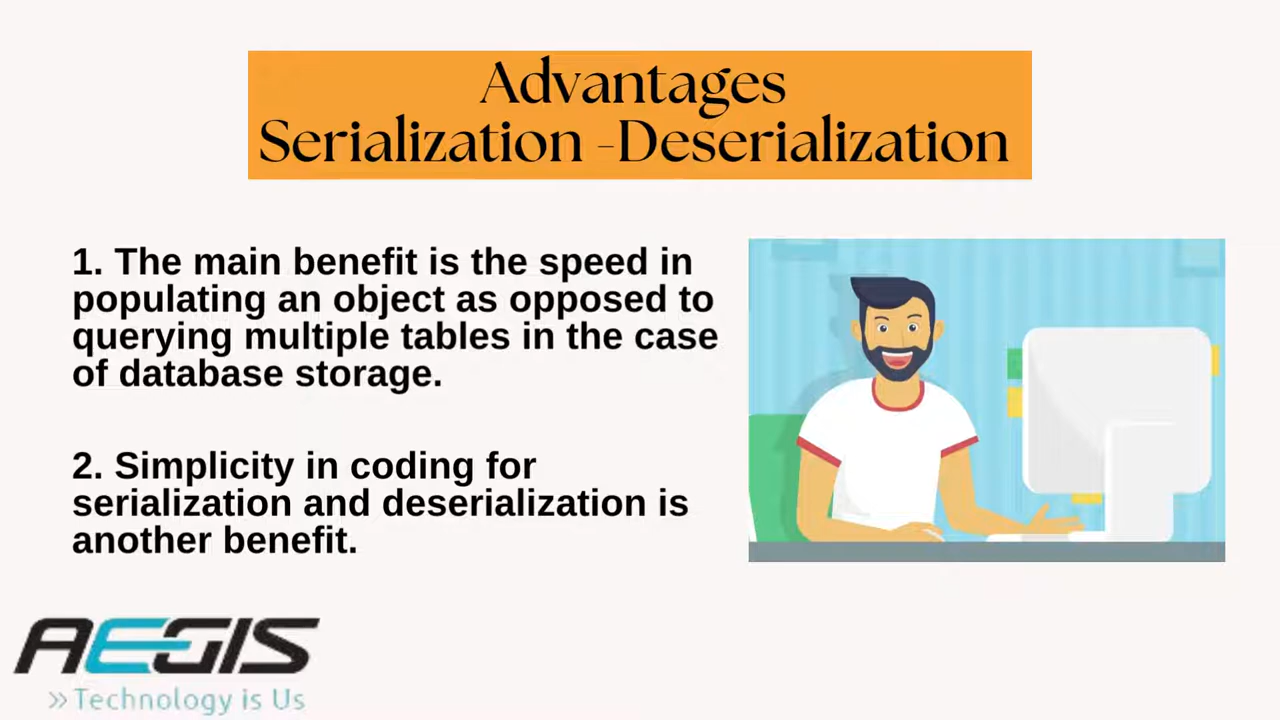 Advantages
Serialization -Deserialization
1. The main benefit is the speed in
populating an object as opposed to
querying multiple tables in the case
of database storage.
2. Simplicity in coding for
serialization and deserialization is
another benefit.
AEGIS
>> Technology is Us